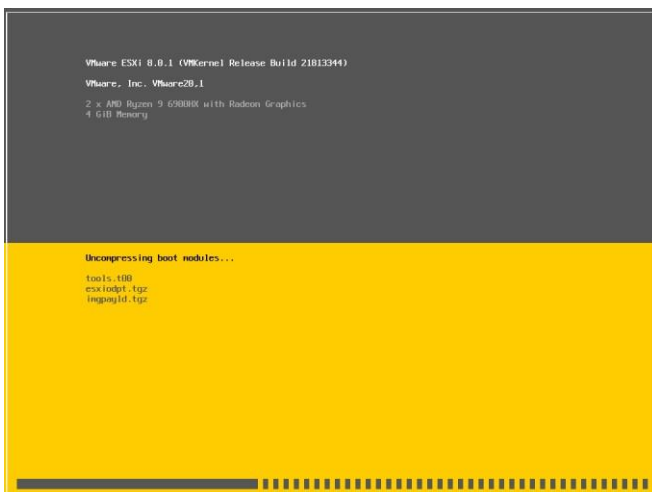 VMware ESXi 8.0.1 (VMKernel Release Build 21813344)
VMware, Inc. VMware20,1
2 x AMD Ryzen 9 6900HX with Radeon Graphics
4 GiB Memory
Uncompressing boot modules...
tools.t00
esxiodpt.tgz
imgpayld.tgz